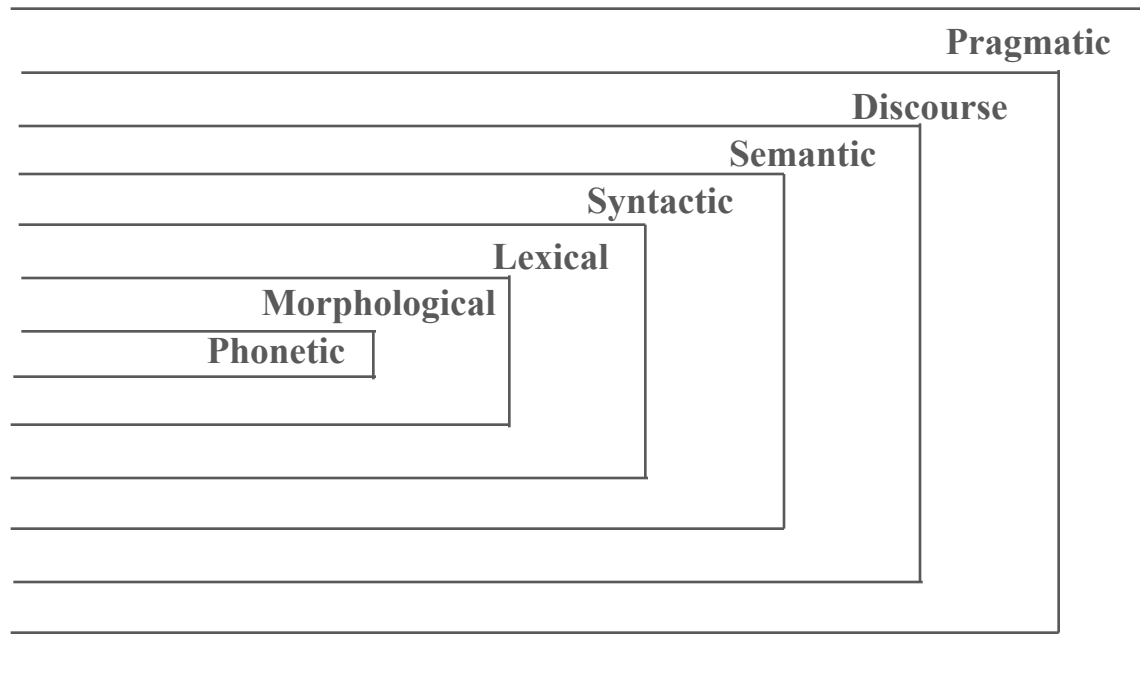 Pragmatic
Discourse
Semantic
Syntactic
Lexical
Morphological
Phonetic